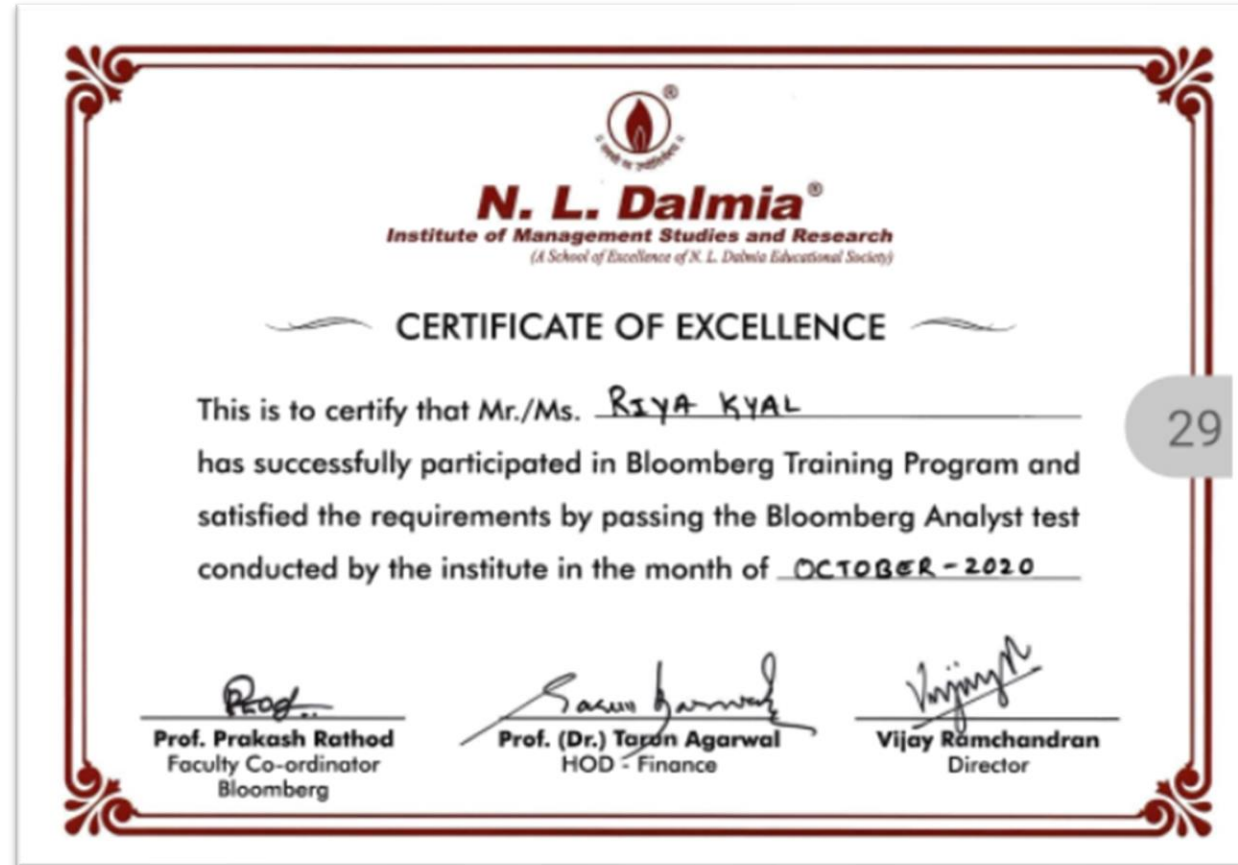 ®
N. L. Dalmia®
Institute of Management Studies and Research
(A School of Excellence of N. L. Dalmia Educational Society)
CERTIFICATE OF EXCELLENCE
This is to certify that Mr./Ms. RIYA KYAL
has successfully participated in Bloomberg Training Program and
29
satisfied the requirements by passing the Bloomberg Analyst test
conducted by the institute in the month of OCTOBER-2020
Prof. Prakash Rathod
Faculty Co-ordinator
Bloomberg
Prof. (Dr.) Tarun Agarwal
HOD - Finance
Vijay Ramchandran
Director